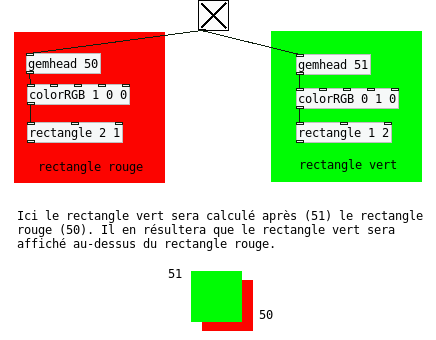 gemhead 50
colorRGB 1 0 0
rectangle 2 1
rectangle rouge
gemhead 51
colorRGB 0 1 0
rectangle 1 2
rectangle vert
Ici le rectangle vert sera calculé après (51) le rectangle
rouge (50). Il en résultera que le rectangle vert sera
affiché au-dessus du rectangle rouge.
51
50